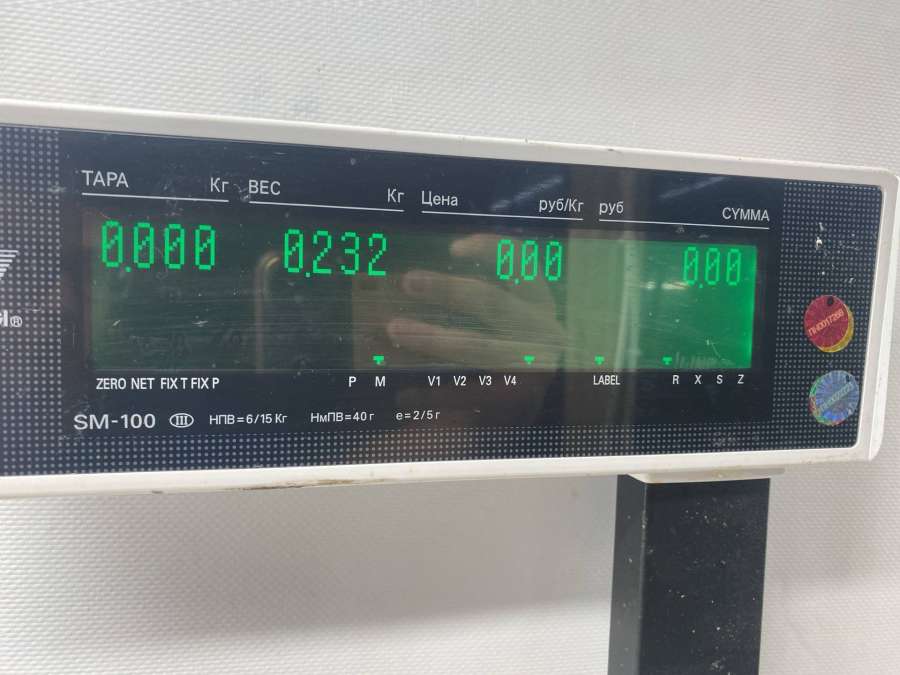 ТАРА Кг ВЕС Кг Цена руб/Кг руб СУММА
0.000 0.232 0.00 0.00
ZERO NET FIX T FIX P P M V1 V2 V3 V4 LABEL R X S Z
SM-100 III НПВ=6/15 Кг НмПВ=40 г e=2/5 г